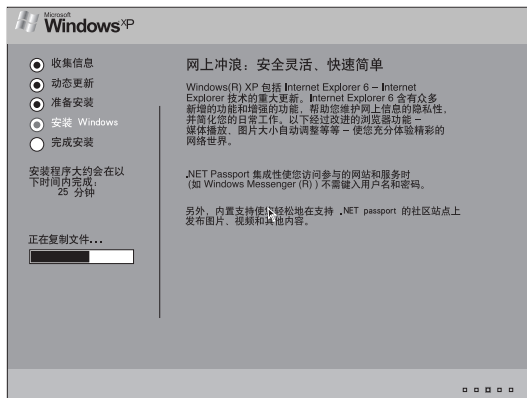 Microsoft
Windows XP
收集信息
动态更新
准备安装
安装 Windows
完成安装
安装程序大约会在以
下时间内完成:
25 分钟
正在复制文件...
网上冲浪：安全灵活、快速简单
Windows(R) XP 包括 Internet Explorer 6 – Internet
Explorer 技术的重大更新。Internet Explorer 6 含有众多
新增的功能和增强的功能，帮助您维护网上信息的隐私性，
并简化您的日常工作。以下经过改进的浏览器功能 –
媒体播放、图片大小自动调整等等 – 使您充分体验精彩的
网络世界。
.NET Passport 集成性使您访问参与的网站和服务时
(如 Windows Messenger (R) ) 不需键入用户名和密码。
另外，内置支持使您轻松地在支持 .NET passport 的社区站点上
发布图片、视频和其他内容。